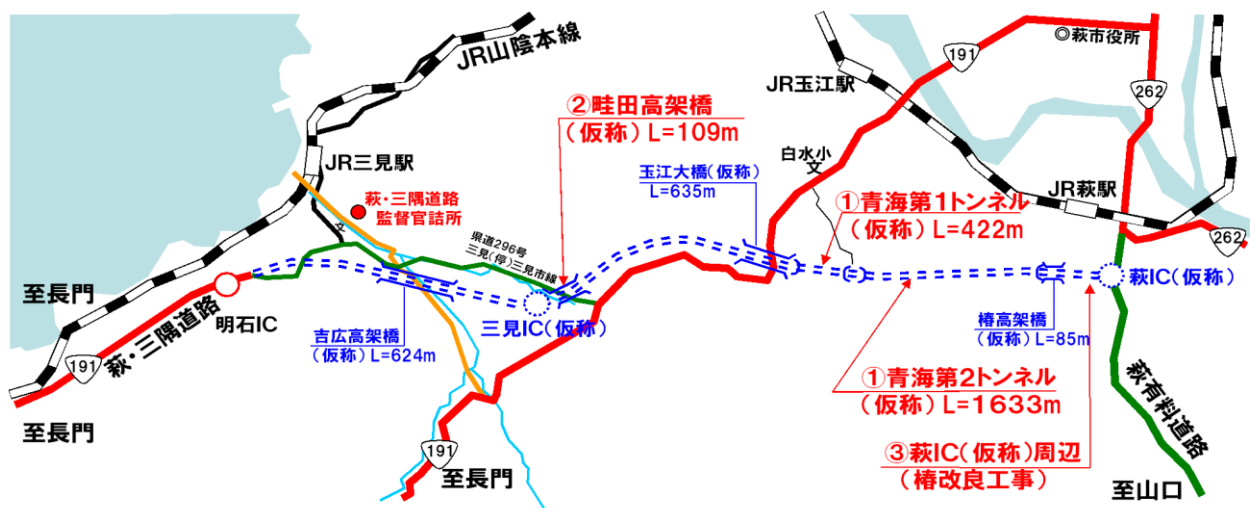 JR山陰本線
②畦田高架橋
(仮称) L=109m
191
◎萩市役所
JR玉江駅
262
JR三見駅
玉江大橋(仮称)
L=635m
白水小
文
JR萩駅
萩・三隅道路
監督官詰所
文
県道296号
三見(停)三見市線
①青海第1トンネル
(仮称) L=422m
262
至長門
萩・三隅道路
明石IC
三見IC(仮称)
萩IC(仮称)
吉広高架橋
(仮称) L=624m
椿高架橋
(仮称) L=85m
191
①青海第2トンネル
(仮称) L=1633m
萩有料道路
至長門
191
至長門
③萩IC(仮称)周辺
(椿改良工事)
至山口